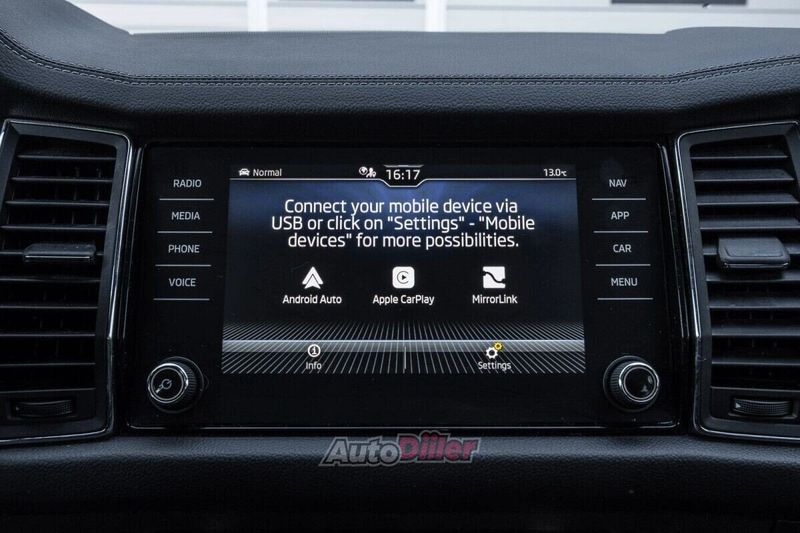 Normal
16:17
13.0°C
RADIO
MEDIA
PHONE
VOICE
Connect your mobile device via
USB or click on "Settings" - "Mobile
devices" for more possibilities.
Android Auto
Apple CarPlay
MirrorLink
Info
Settings
NAV
APP
CAR
MENU
AutoDiller